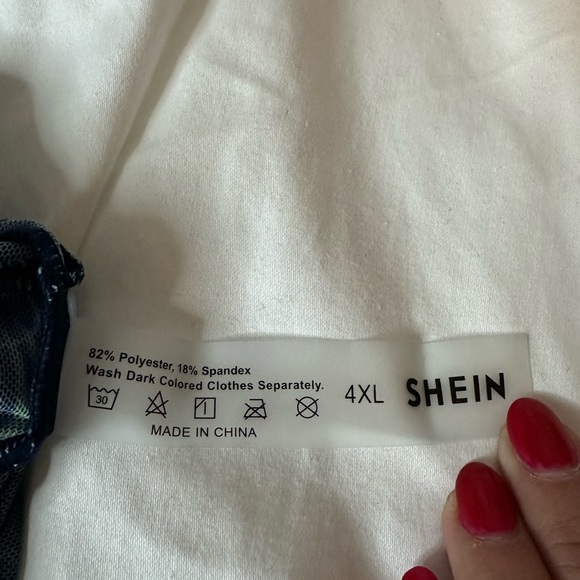 82% Polyester, 18% Spandex
Wash Dark Colored Clothes Separately.
30
4XL SHEIN
MADE IN CHINA